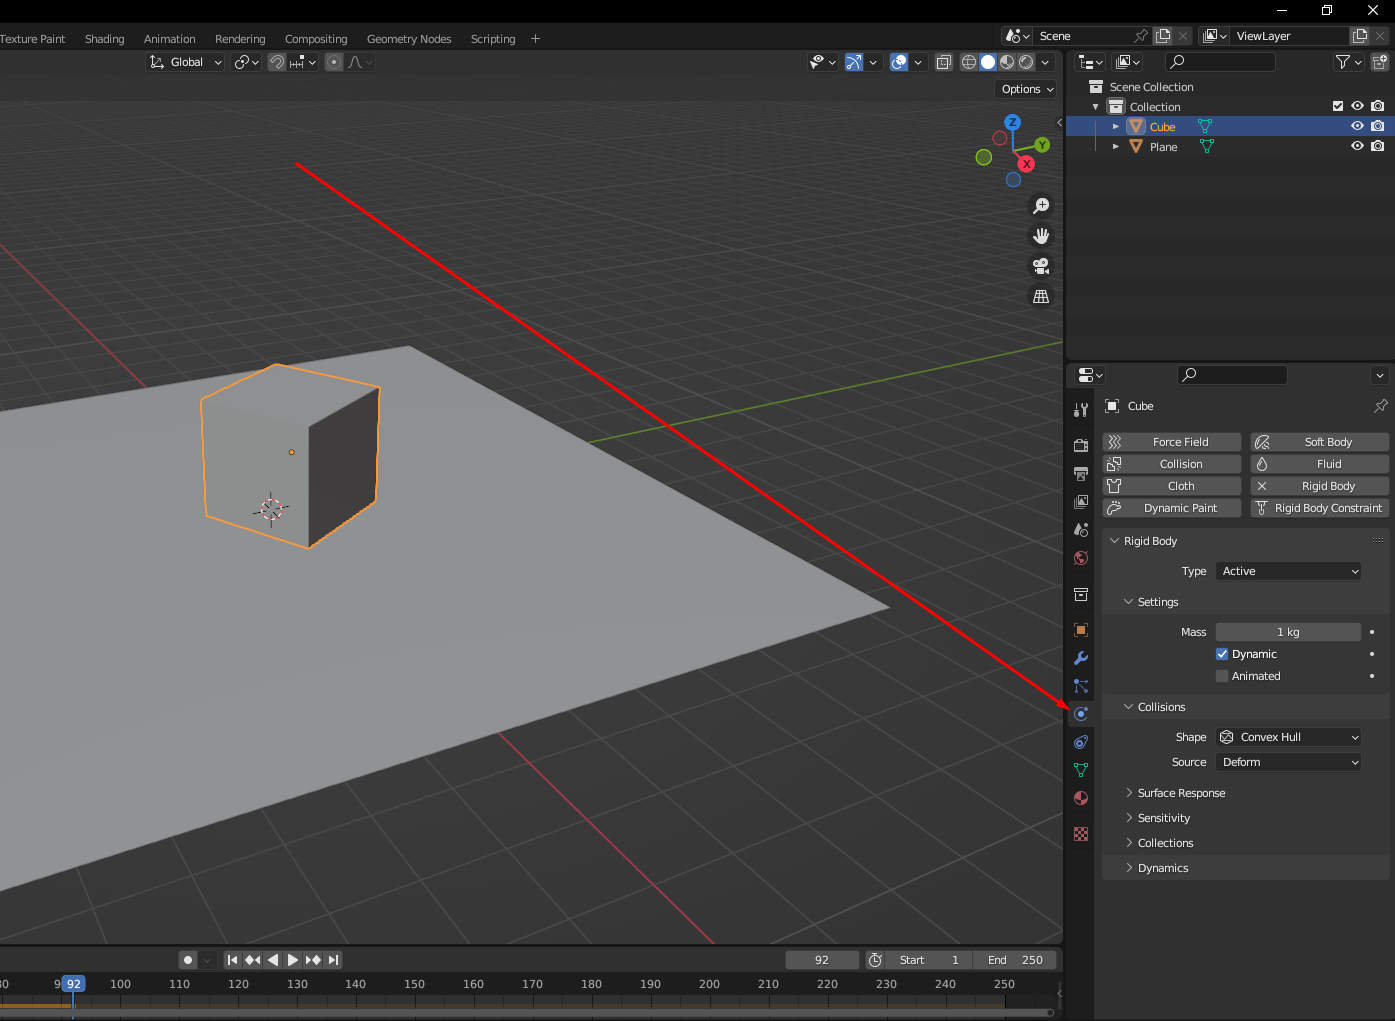 Texture Paint Shading Animation Rendering Compositing Geometry Nodes Scripting + Scene ViewLayer
Global
Options
Z
Y
X
Scene Collection
Collection
Cube
Plane
Cube
Force Field Soft Body
Collision Fluid
Cloth Rigid Body
Dynamic Paint Rigid Body Constraint
Rigid Body
Type Active
Settings
Mass 1 kg
Dynamic
Animated
Collisions
Shape Convex Hull
Source Deform
Surface Response
Sensitivity
Collections
Dynamics
92 Start 1 End 250
92 100 110 120 130 140 150 160 170 180 190 200 210 220 230 240 250